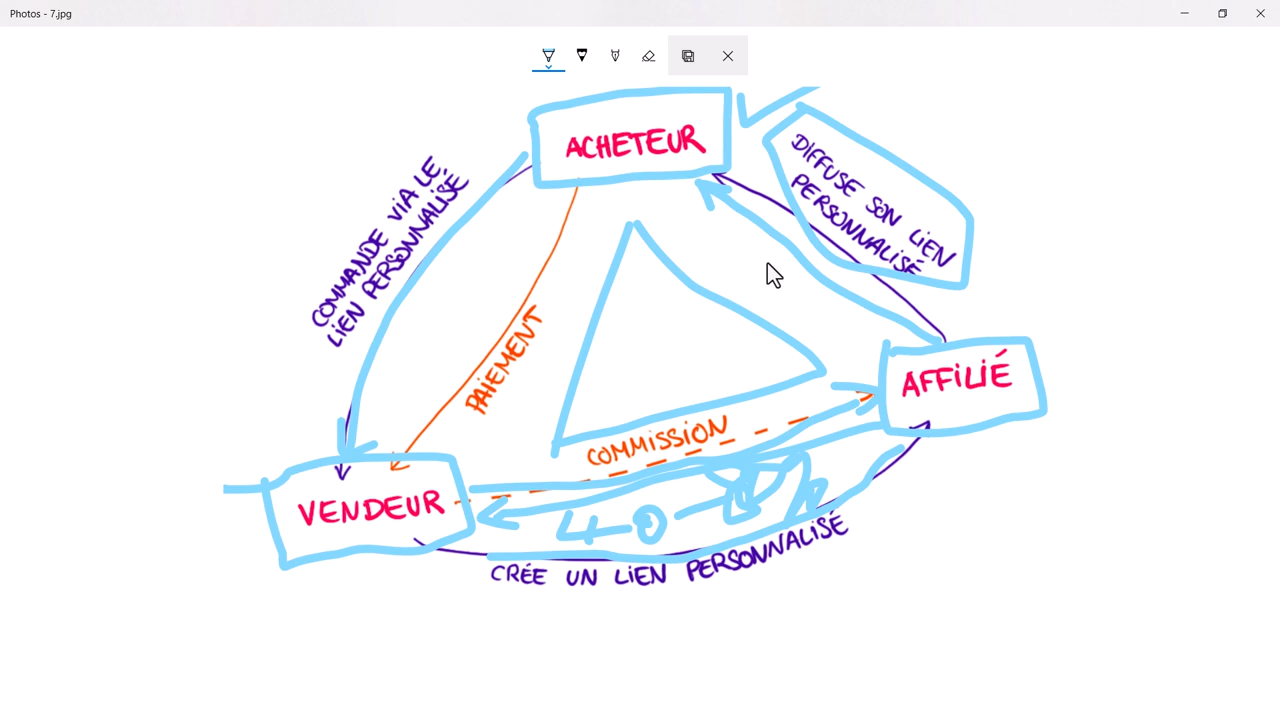 Photos - 7.jpg
ACHETEUR
DIFFUSE SON LIEN
PERSONNALISÉ
COMMANDE VIA LE
LIEN PERSONNALISÉ
PAIEMENT
AFFILIÉ
COMMISSION
VENDEUR
CRÉE UN LIEN PERSONNALISÉ